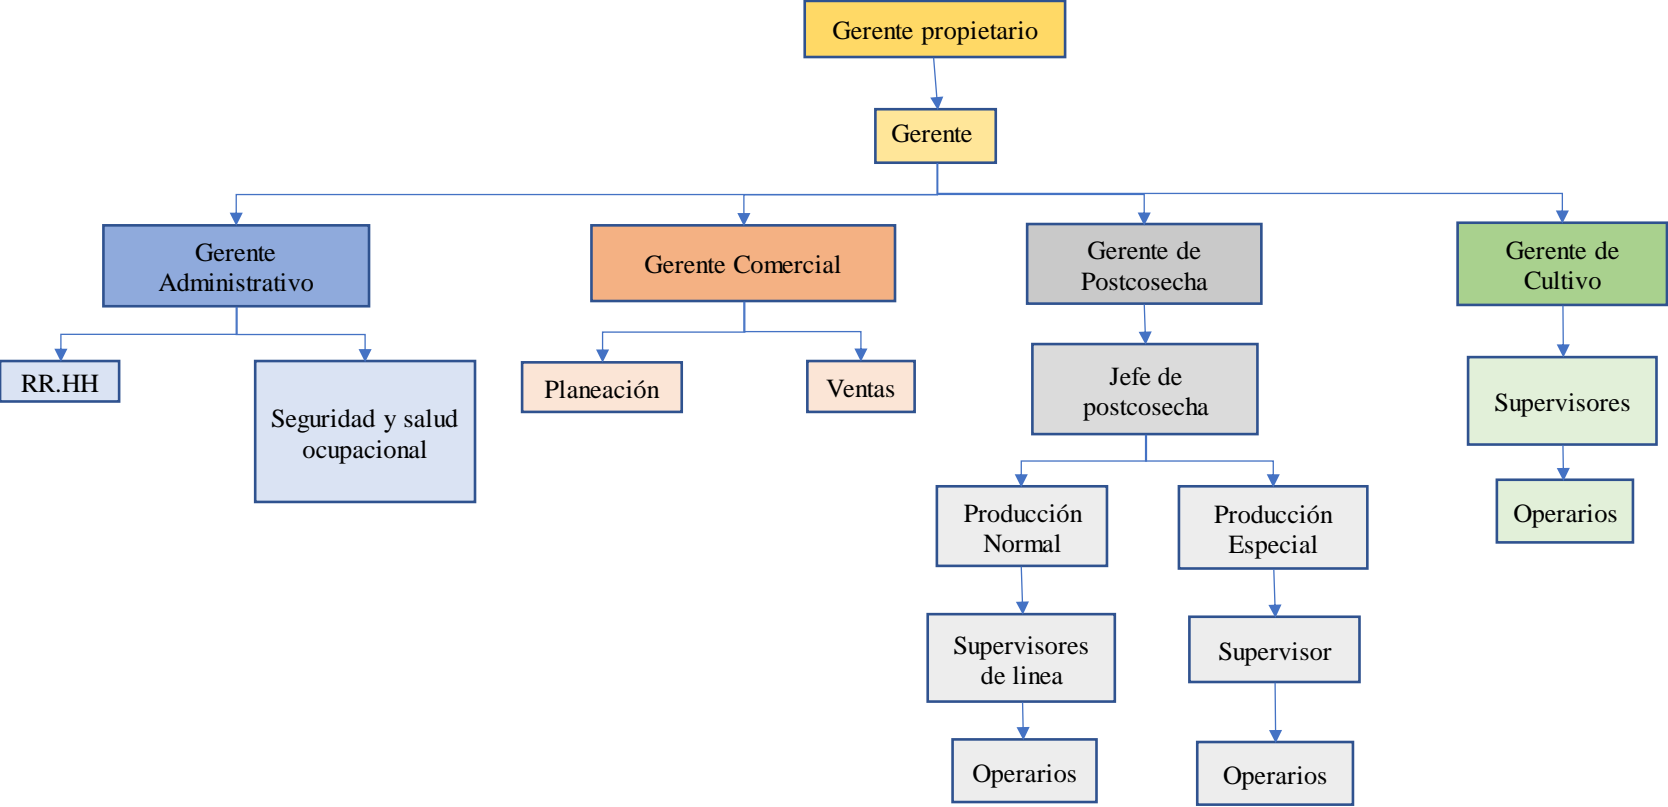 Gerente propietario
Gerente
Gerente
Administrativo
Gerente Comercial
Gerente de
Postcosecha
Gerente de
Cultivo
RR.HH
Seguridad y salud
ocupacional
Planeación
Ventas
Jefe de
postcosecha
Supervisores
Producción
Normal
Producción
Especial
Operarios
Supervisores
de linea
Supervisor
Operarios
Operarios